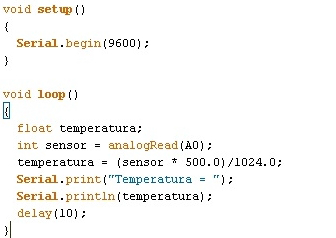 void setup()
{
  Serial.begin(9600);
}

void loop()
{
  float temperatura;
  int sensor = analogRead(A0);
  temperatura = (sensor * 500.0)/1024.0;
  Serial.print("Temperatura = ");
  Serial.println(temperatura);
  delay(10);
}